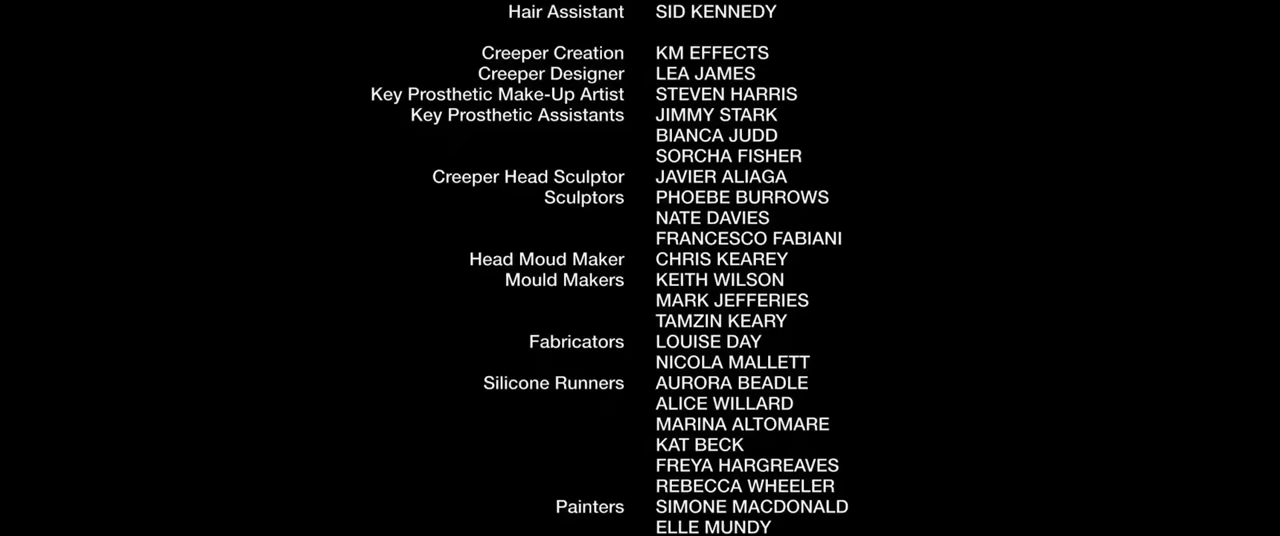 Hair Assistant SID KENNEDY
Creeper Creation KM EFFECTS
Creeper Designer LEA JAMES
Key Prosthetic Make-Up Artist STEVEN HARRIS
Key Prosthetic Assistants JIMMY STARK
BIANCA JUDD
SORCHA FISHER
Creeper Head Sculptor JAVIER ALIAGA
Sculptors PHOEBE BURROWS
NATE DAVIES
FRANCESCO FABIANI
Head Moud Maker CHRIS KEAREY
Mould Makers KEITH WILSON
MARK JEFFERIES
TAMZIN KEARY
Fabricators LOUISE DAY
NICOLA MALLETT
Silicone Runners AURORA BEADLE
ALICE WILLARD
MARINA ALTOMARE
KAT BECK
FREYA HARGREAVES
REBECCA WHEELER
Painters SIMONE MACDONALD
ELLE MUNDY